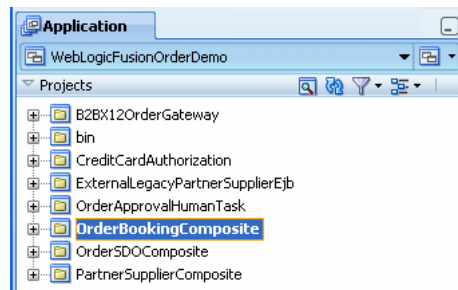 Application
WebLogicFusionOrderDemo
Projects
B2BX12OrderGateway
bin
CreditCardAuthorization
ExternalLegacyPartnerSupplierEjb
OrderApprovalHumanTask
OrderBookingComposite
OrderSDOComposite
PartnerSupplierComposite